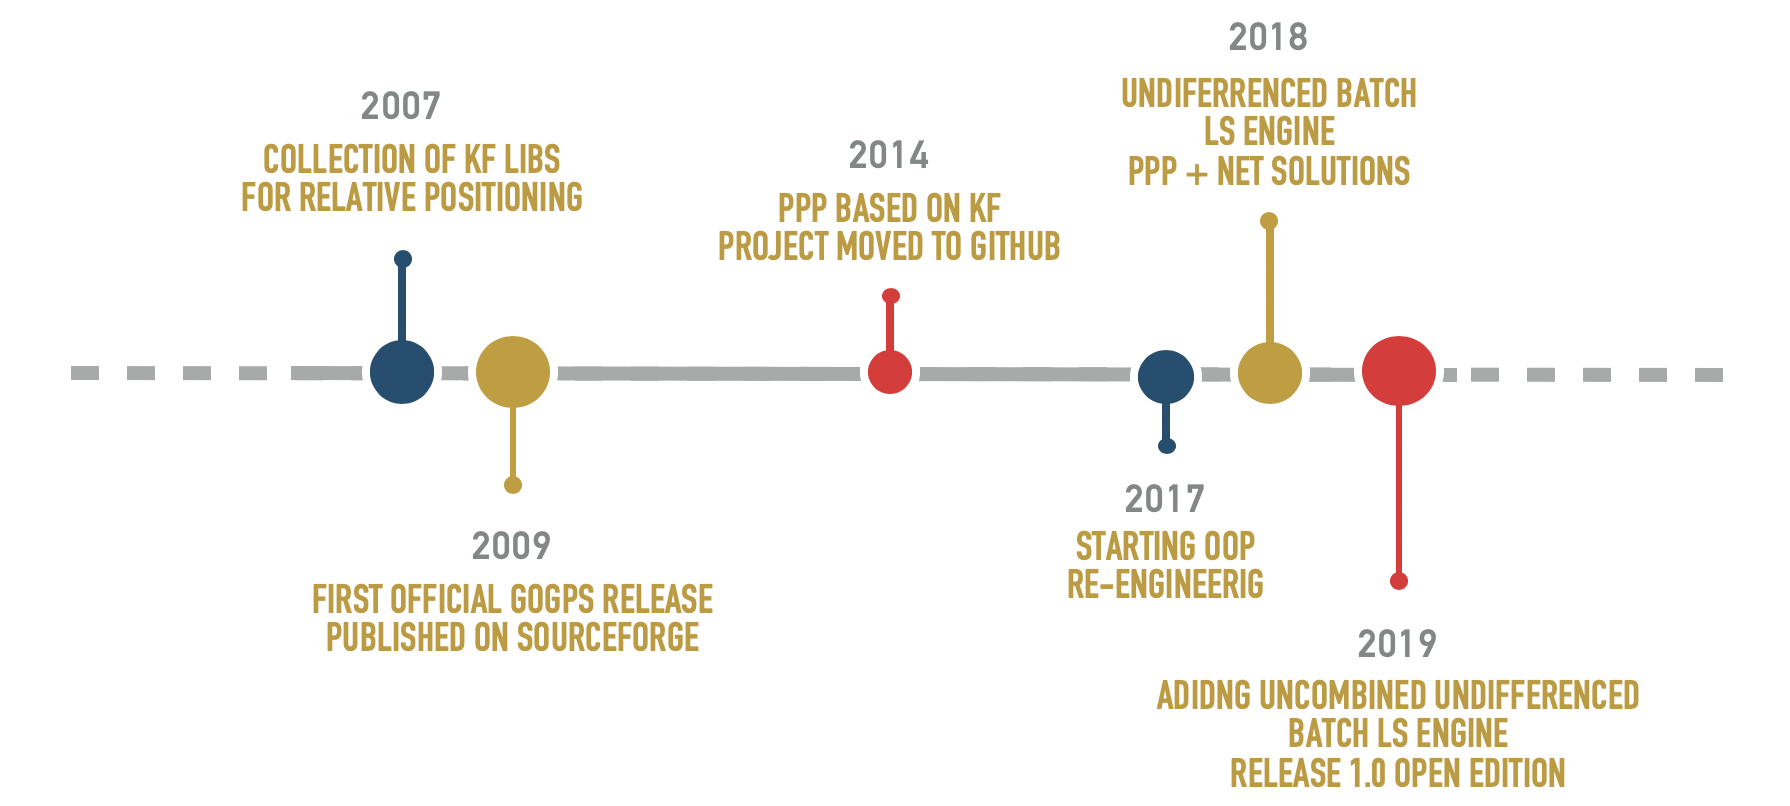 2007
COLLECTION OF KF LIBS
FOR RELATIVE POSITIONING
2009
FIRST OFFICIAL GOGPS RELEASE
PUBLISHED ON SOURCEFORGE
2014
PPP BASED ON KF
PROJECT MOVED TO GITHUB
2017
STARTING OOP
RE-ENGINEERIG
2018
UNDIFERRENCED BATCH
LS ENGINE
PPP + NET SOLUTIONS
2019
ADIDNG UNCOMBINED UNDIFFERENCED
BATCH LS ENGINE
RELEASE 1.0 OPEN EDITION